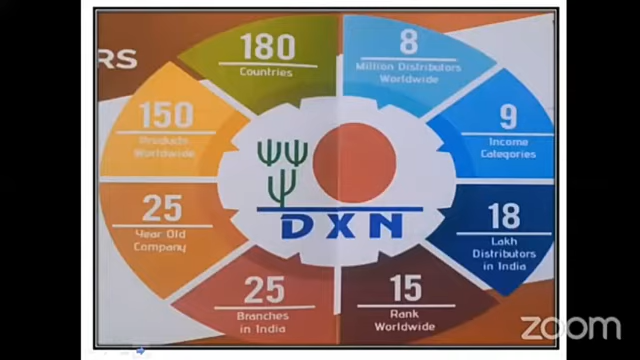 RS
180
Countries
8
Million Distributors
Worldwide
150
Products
Worldwide
9
Income
Categories
25
Year Old
Company
18
Lakh
Distributors
in India
DXN
25
Branches
in India
15
Rank
Worldwide
zoom